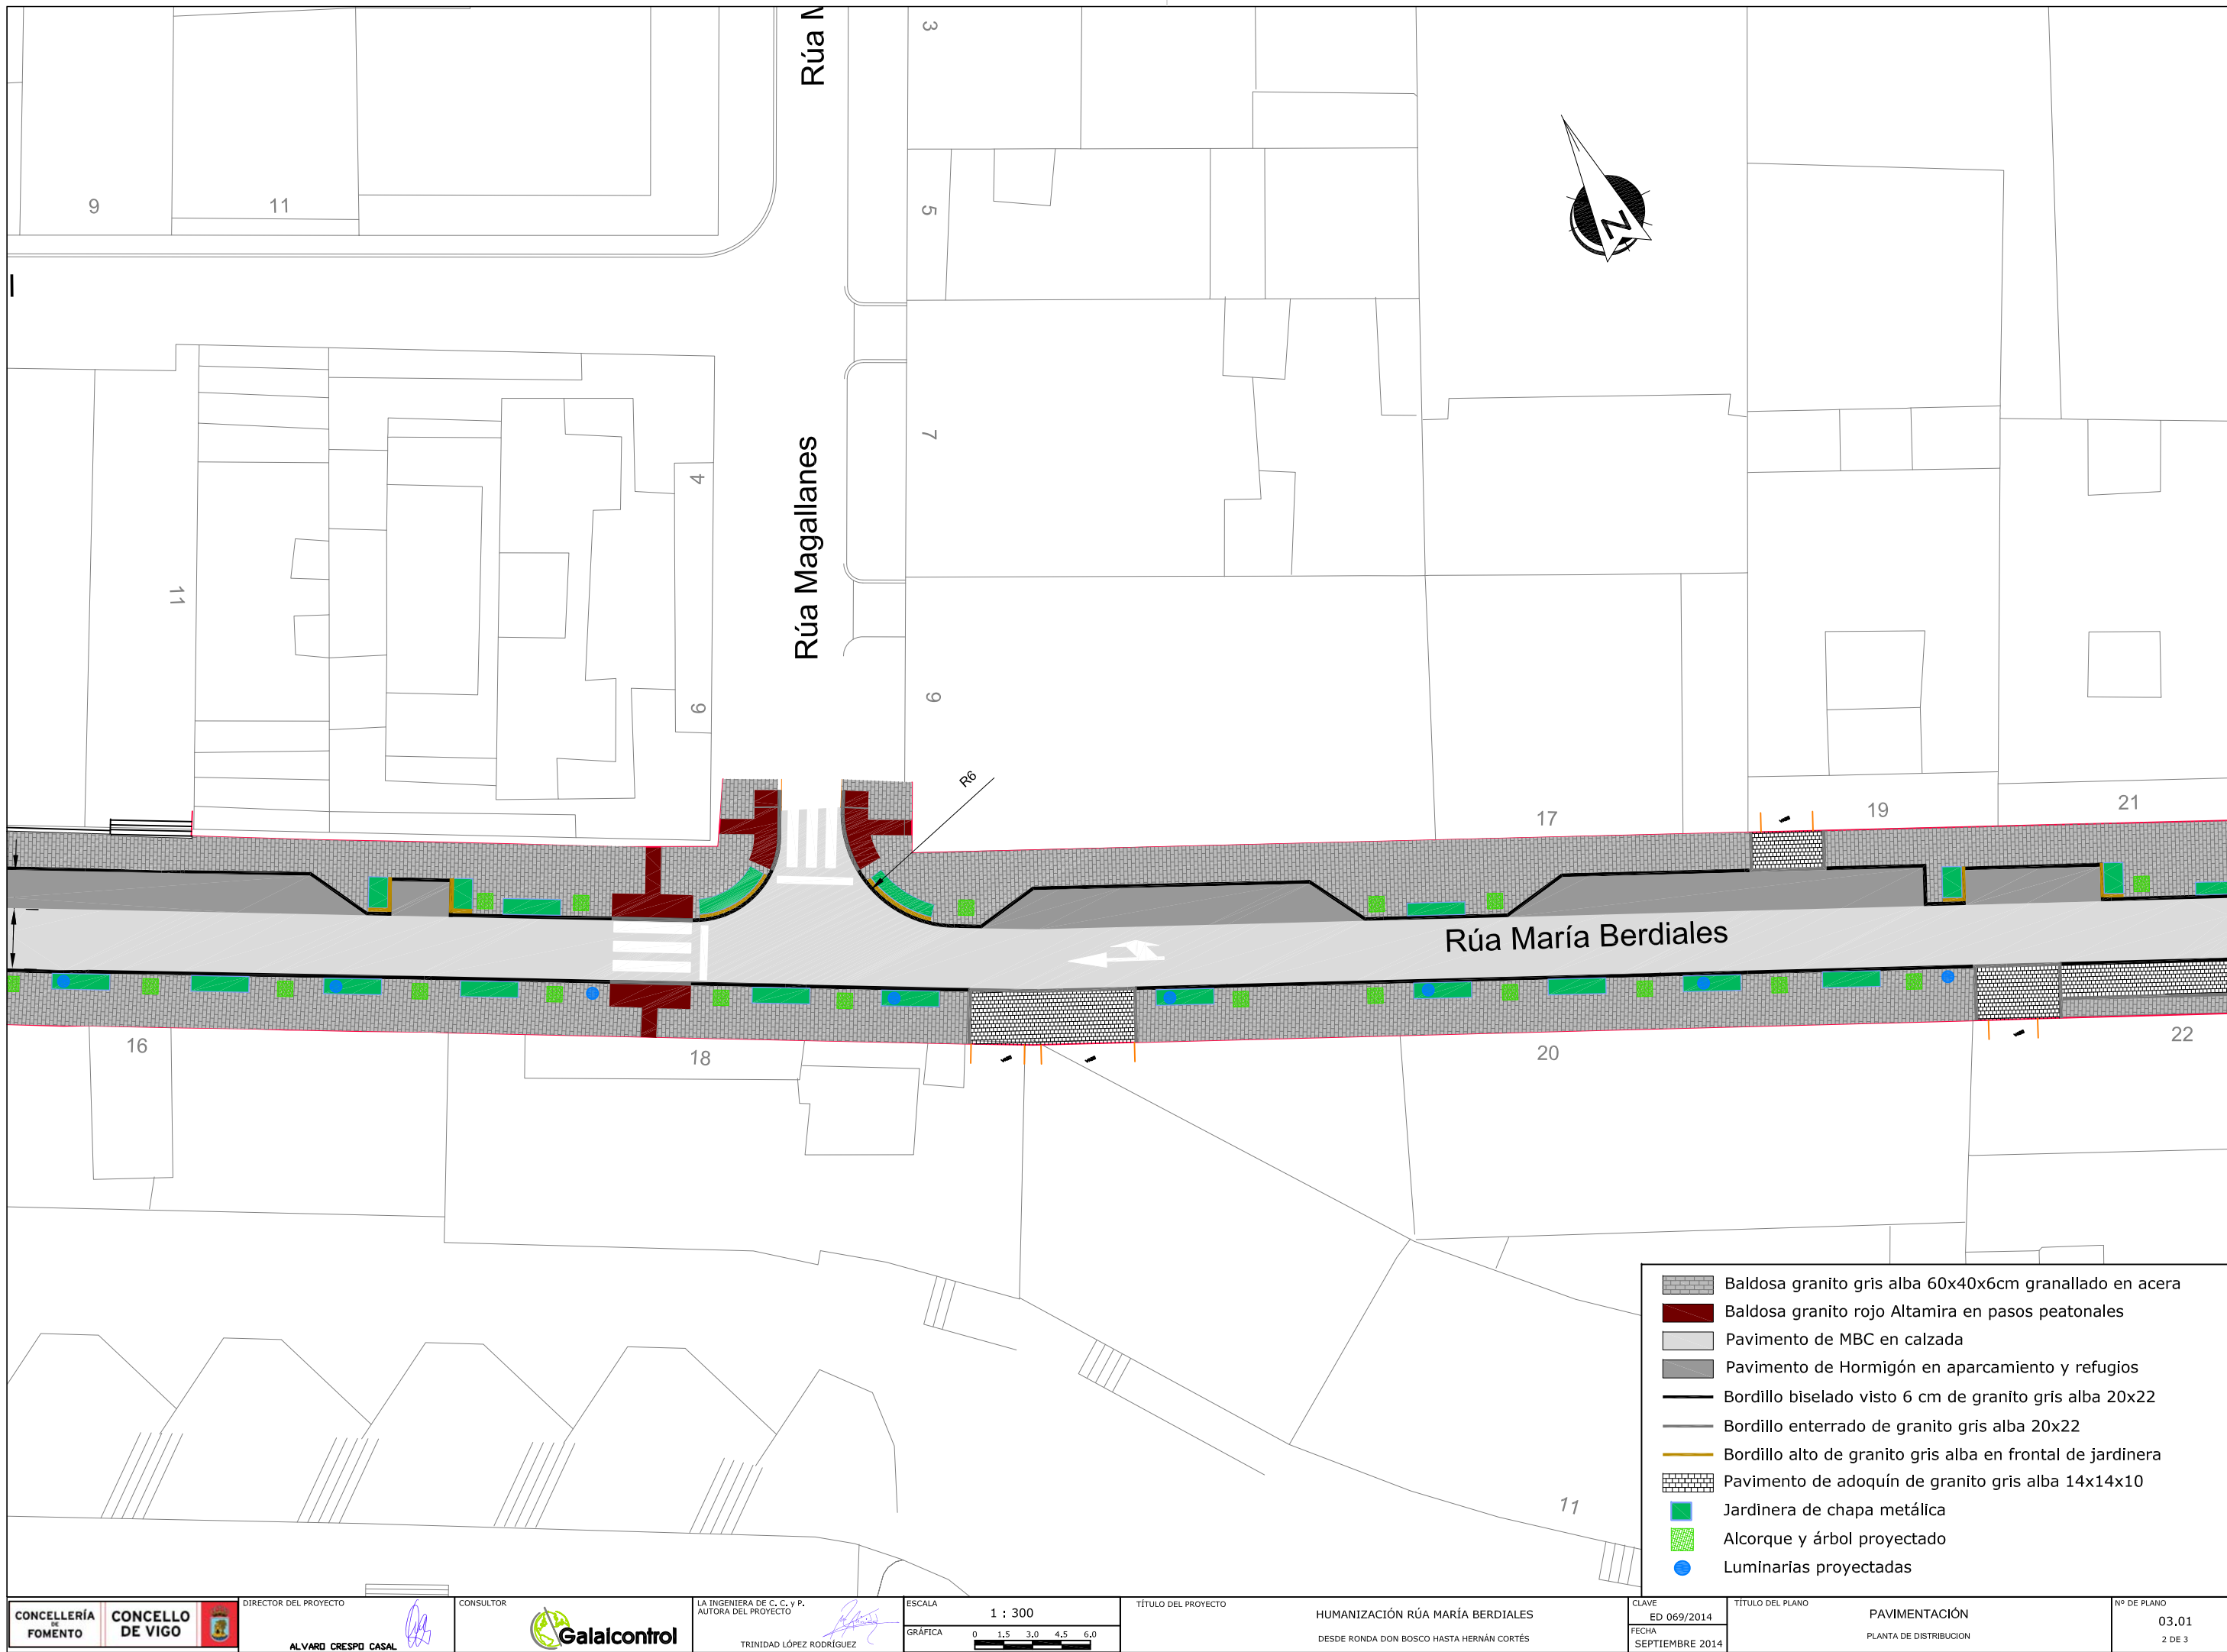 Rúa M
3
9
11
5
N
7
Rúa Magallanes
4
11
6
9
R6
17
19
21
Rúa María Berdiales
16
18
20
22
11
Baldosa granito gris alba 60x40x6cm granallado en acera
Baldosa granito rojo Altamira en pasos peatonales
Pavimento de MBC en calzada
Pavimento de Hormigón en aparcamiento y refugios
Bordillo biselado visto 6 cm de granito gris alba 20x22
Bordillo enterrado de granito gris alba 20x22
Bordillo alto de granito gris alba en frontal de jardinera
Pavimento de adoquín de granito gris alba 14x14x10
Jardinera de chapa metálica
Alcorque y árbol proyectado
Luminarias proyectadas
CONCELLERÍA
DE
FOMENTO
CONCELLO
DE VIGO
DIRECTOR DEL PROYECTO
ALVARO CRESPO CASAL
CONSULTOR
Galaicontrol
LA INGENIERA DE C. C. y P.
AUTORA DEL PROYECTO
TRINIDAD LÓPEZ RODRÍGUEZ
ESCALA
1 : 300
GRÁFICA
0 1.5 3.0 4.5 6.0
TÍTULO DEL PROYECTO
HUMANIZACIÓN RÚA MARÍA BERDIALES
DESDE RONDA DON BOSCO HASTA HERNÁN CORTÉS
CLAVE
ED 069/2014
FECHA
SEPTIEMBRE 2014
TÍTULO DEL PLANO
PAVIMENTACIÓN
PLANTA DE DISTRIBUCION
Nº DE PLANO
03.01
2 DE 3